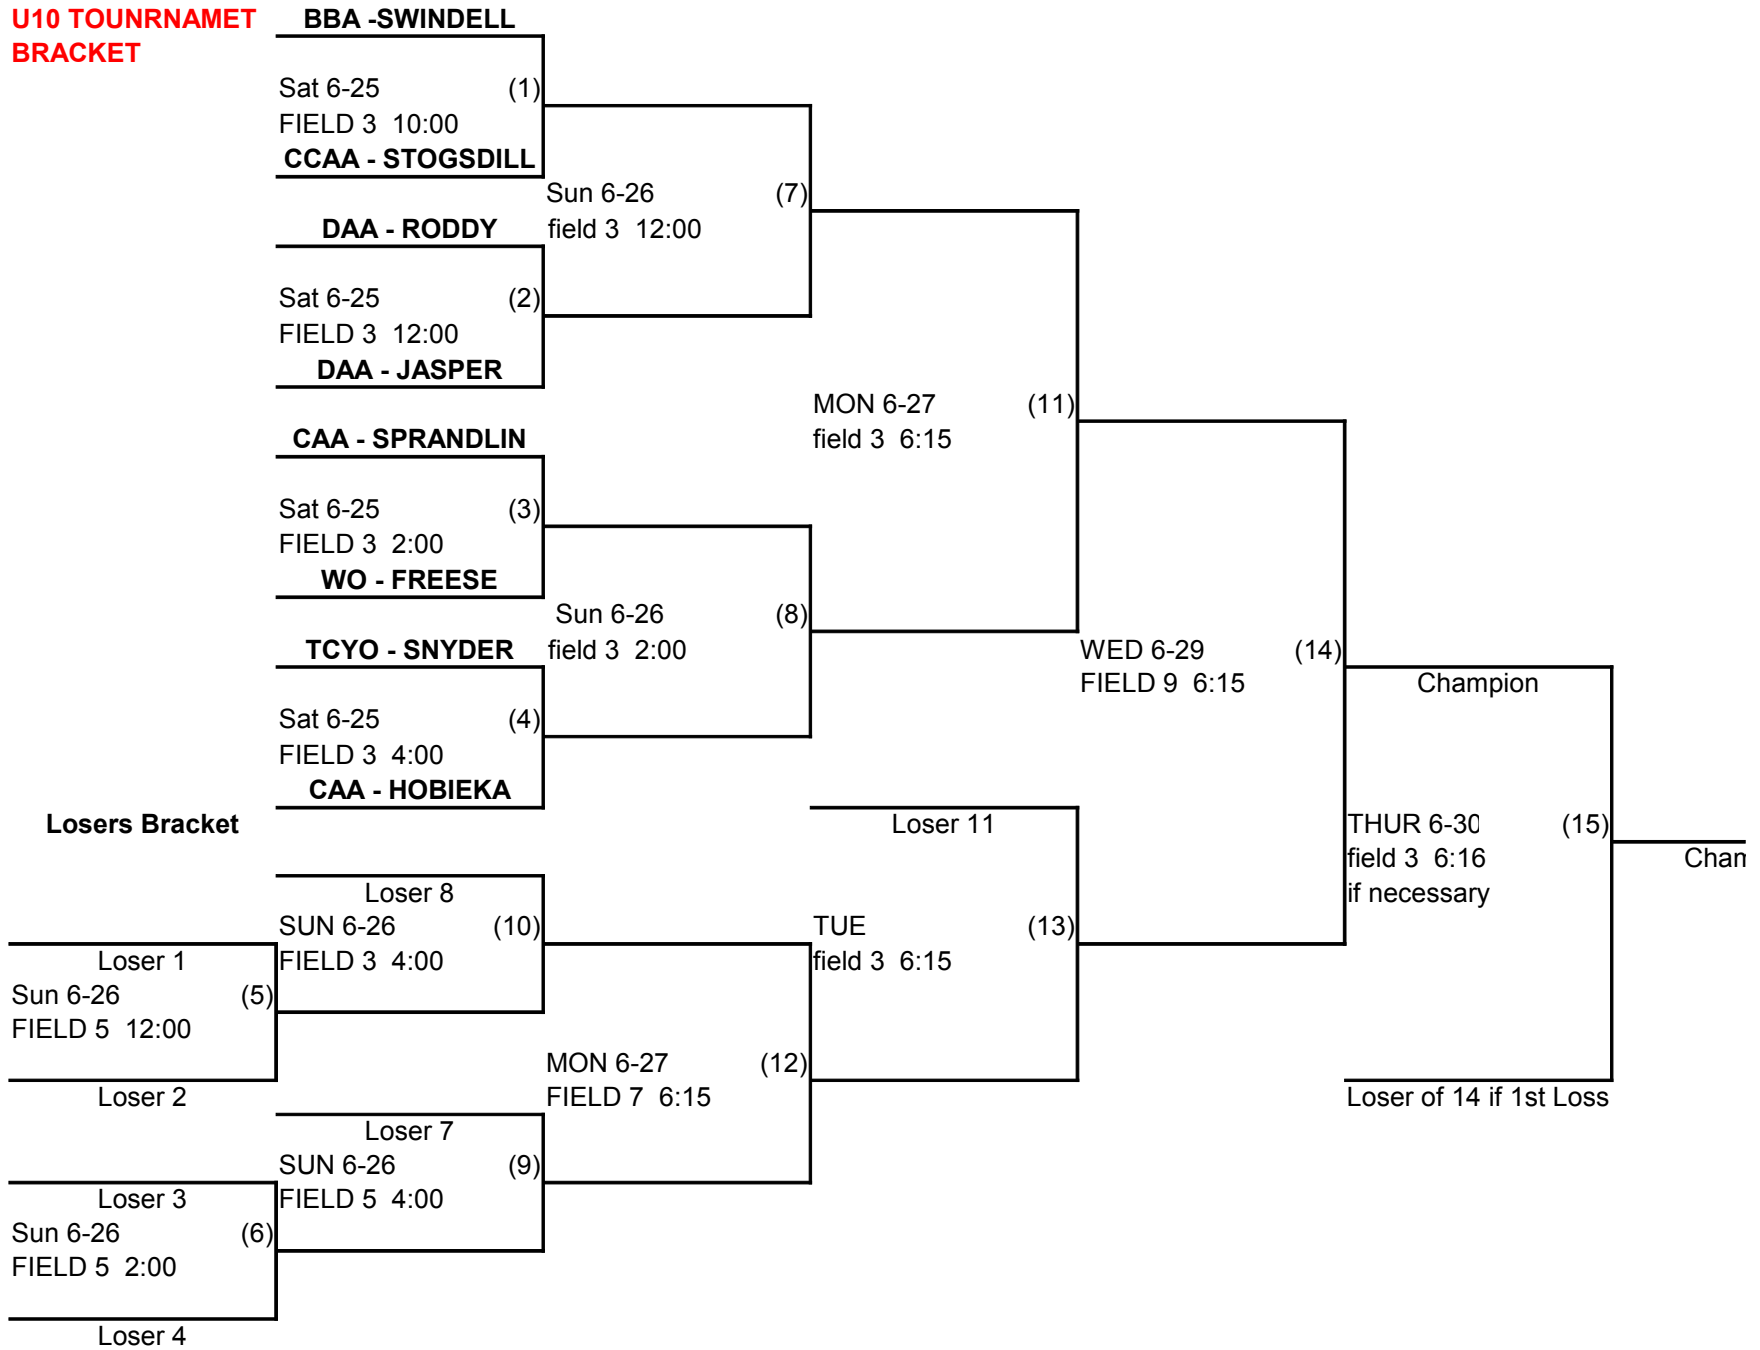 U10 TOUNRNAMET
BRACKET
BBA -SWINDELL
Sat 6-25 (1)
FIELD 3 10:00
CCAA - STOGSDILL
Sun 6-26 (7)
field 3 12:00
DAA - RODDY
Sat 6-25 (2)
FIELD 3 12:00
DAA - JASPER
MON 6-27 (11)
field 3 6:15
CAA - SPRANDLIN
Sat 6-25 (3)
FIELD 3 2:00
WO - FREESE
Sun 6-26 (8)
field 3 2:00
TCYO - SNYDER
WED 6-29 (14)
FIELD 9 6:15
Champion
Sat 6-25 (4)
FIELD 3 4:00
CAA - HOBIEKA
Losers Bracket
Loser 11
THUR 6-30 (15)
field 3 6:16
if necessary
Cham
Loser 8
SUN 6-26 (10)
FIELD 3 4:00
TUE (13)
field 3 6:15
Loser 1
Sun 6-26 (5)
FIELD 5 12:00
Loser 2
MON 6-27 (12)
FIELD 7 6:15
Loser of 14 if 1st Loss
Loser 7
SUN 6-26 (9)
FIELD 5 4:00
Loser 3
Sun 6-26 (6)
FIELD 5 2:00
Loser 4